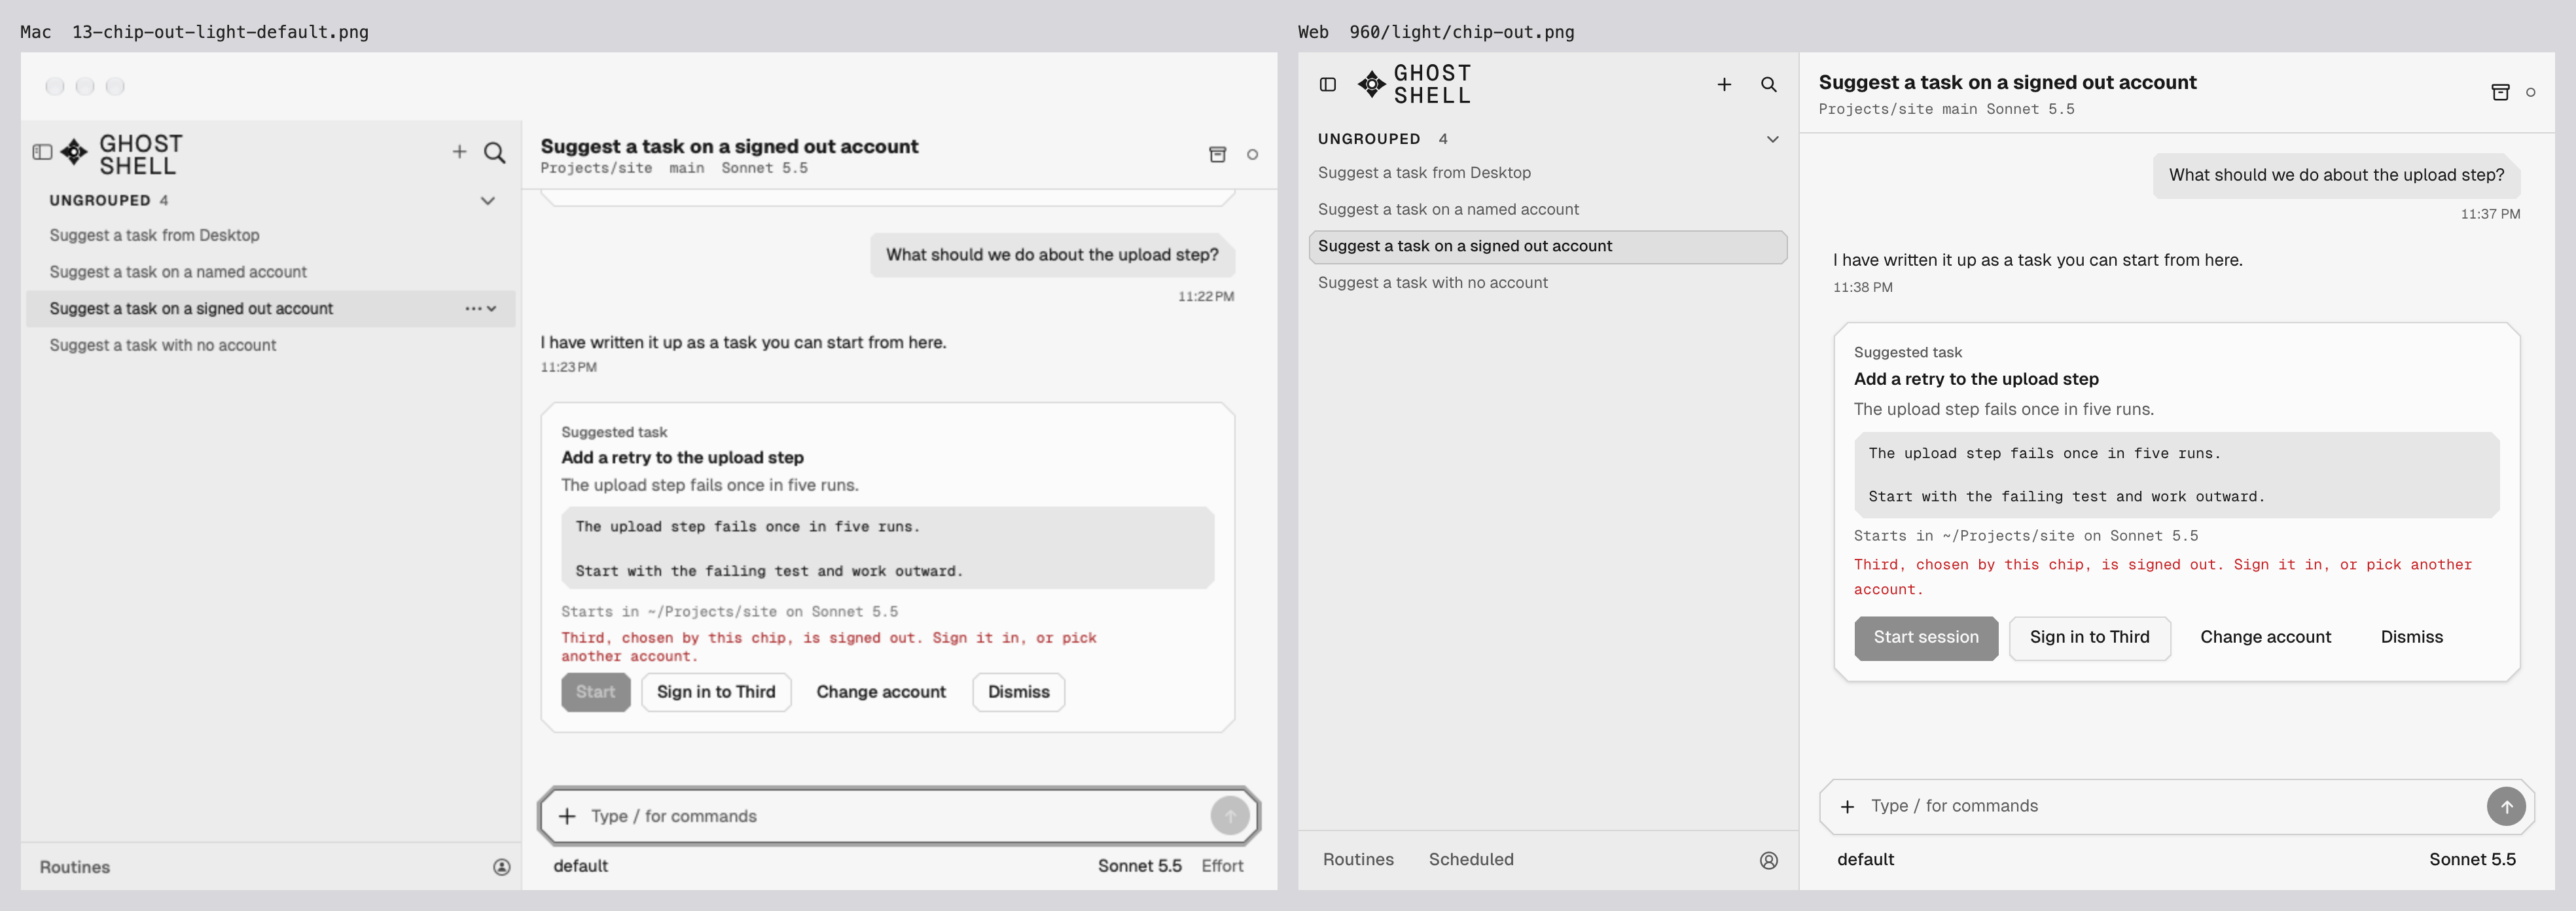 Mac  13-chip-out-light-default.png
GHOST
SHELL
UNGROUPED 4
Suggest a task from Desktop
Suggest a task on a named account
Suggest a task on a signed out account
Suggest a task with no account
Routines
Suggest a task on a signed out account
Projects/site  main  Sonnet 5.5
What should we do about the upload step?
11:22 PM
I have written it up as a task you can start from here.
11:23 PM
Suggested task
Add a retry to the upload step
The upload step fails once in five runs.
The upload step fails once in five runs.
Start with the failing test and work outward.
Starts in ~/Projects/site on Sonnet 5.5
Third, chosen by this chip, is signed out. Sign it in, or pick
another account.
Start  Sign in to Third  Change account  Dismiss
Type / for commands
default  Sonnet 5.5  Effort
Web  960/light/chip-out.png
GHOST
SHELL
UNGROUPED 4
Suggest a task from Desktop
Suggest a task on a named account
Suggest a task on a signed out account
Suggest a task with no account
Routines  Scheduled
Suggest a task on a signed out account
Projects/site main Sonnet 5.5
What should we do about the upload step?
11:37 PM
I have written it up as a task you can start from here.
11:38 PM
Suggested task
Add a retry to the upload step
The upload step fails once in five runs.
The upload step fails once in five runs.
Start with the failing test and work outward.
Starts in ~/Projects/site on Sonnet 5.5
Third, chosen by this chip, is signed out. Sign it in, or pick another
account.
Start session  Sign in to Third  Change account  Dismiss
Type / for commands
default  Sonnet 5.5